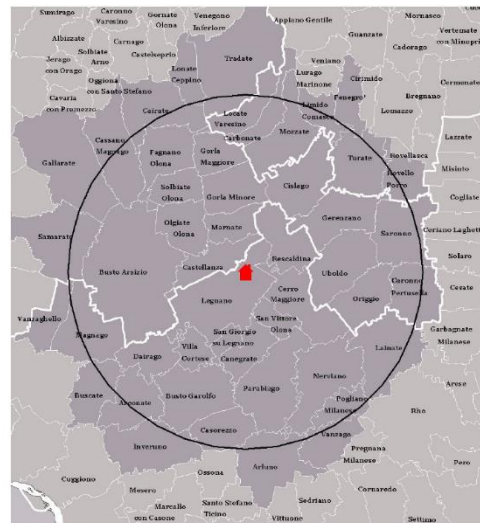 Sumirago
Caronno
Varesino
Gornate
Olona
Venegono
Inferiore
Appiano Gentile
Mornasco
Albizzate
Carnago
Castelseprio
Guanzate
Cadorago
Vertemate
con Minoprio
Solbiate
Arno
Tradate
Jerago
con Orago
Oggiona
con Santo Stefano
Lonate
Ceppino
Veniano
Lurago
Marinone
Cirimido
Bregnano
Cermenate
Cavaria
con Premezzo
Cairate
Locate
Varesino
Limido
Comasco
Fenegro'
Lomazzo
Carbonate
Mozzate
Lazzate
Cassano
Magnago
Fagnano
Olona
Gorla
Maggiore
Turate
Rovellasca
Misinto
Gallarate
Rovello
Porro
Solbiate
Olona
Gorla Minore
Cislago
Cogliate
Gerenzano
Saronno
Ceriano Laghetto
Olgiate
Olona
Marnate
Samarate
Solaro
Busto Arsizio
Castellanza
Rescaldina
Uboldo
Caronno
Pertusella
Cesate
Legnano
Cerro
Maggiore
Origgio
Vanzaghello
San Vittore
Olona
Garbagnate
Milanese
Magnago
San Giorgio
su Legnano
Lainate
Dairago
Villa
Cortese
Canegrate
Nerviano
Arese
Buscate
Arconate
Busto Garolfo
Parabiago
Pogliano
Milanese
Rho
Casorezzo
Vanzago
Inveruno
Pregnana
Milanese
Pero
Arluno
Cuggiono
Ossona
Cornaredo
Mesero
Sedriano
Marcallo
con Casone
Santo Stefano
Ticino
Vittuone
Settimo